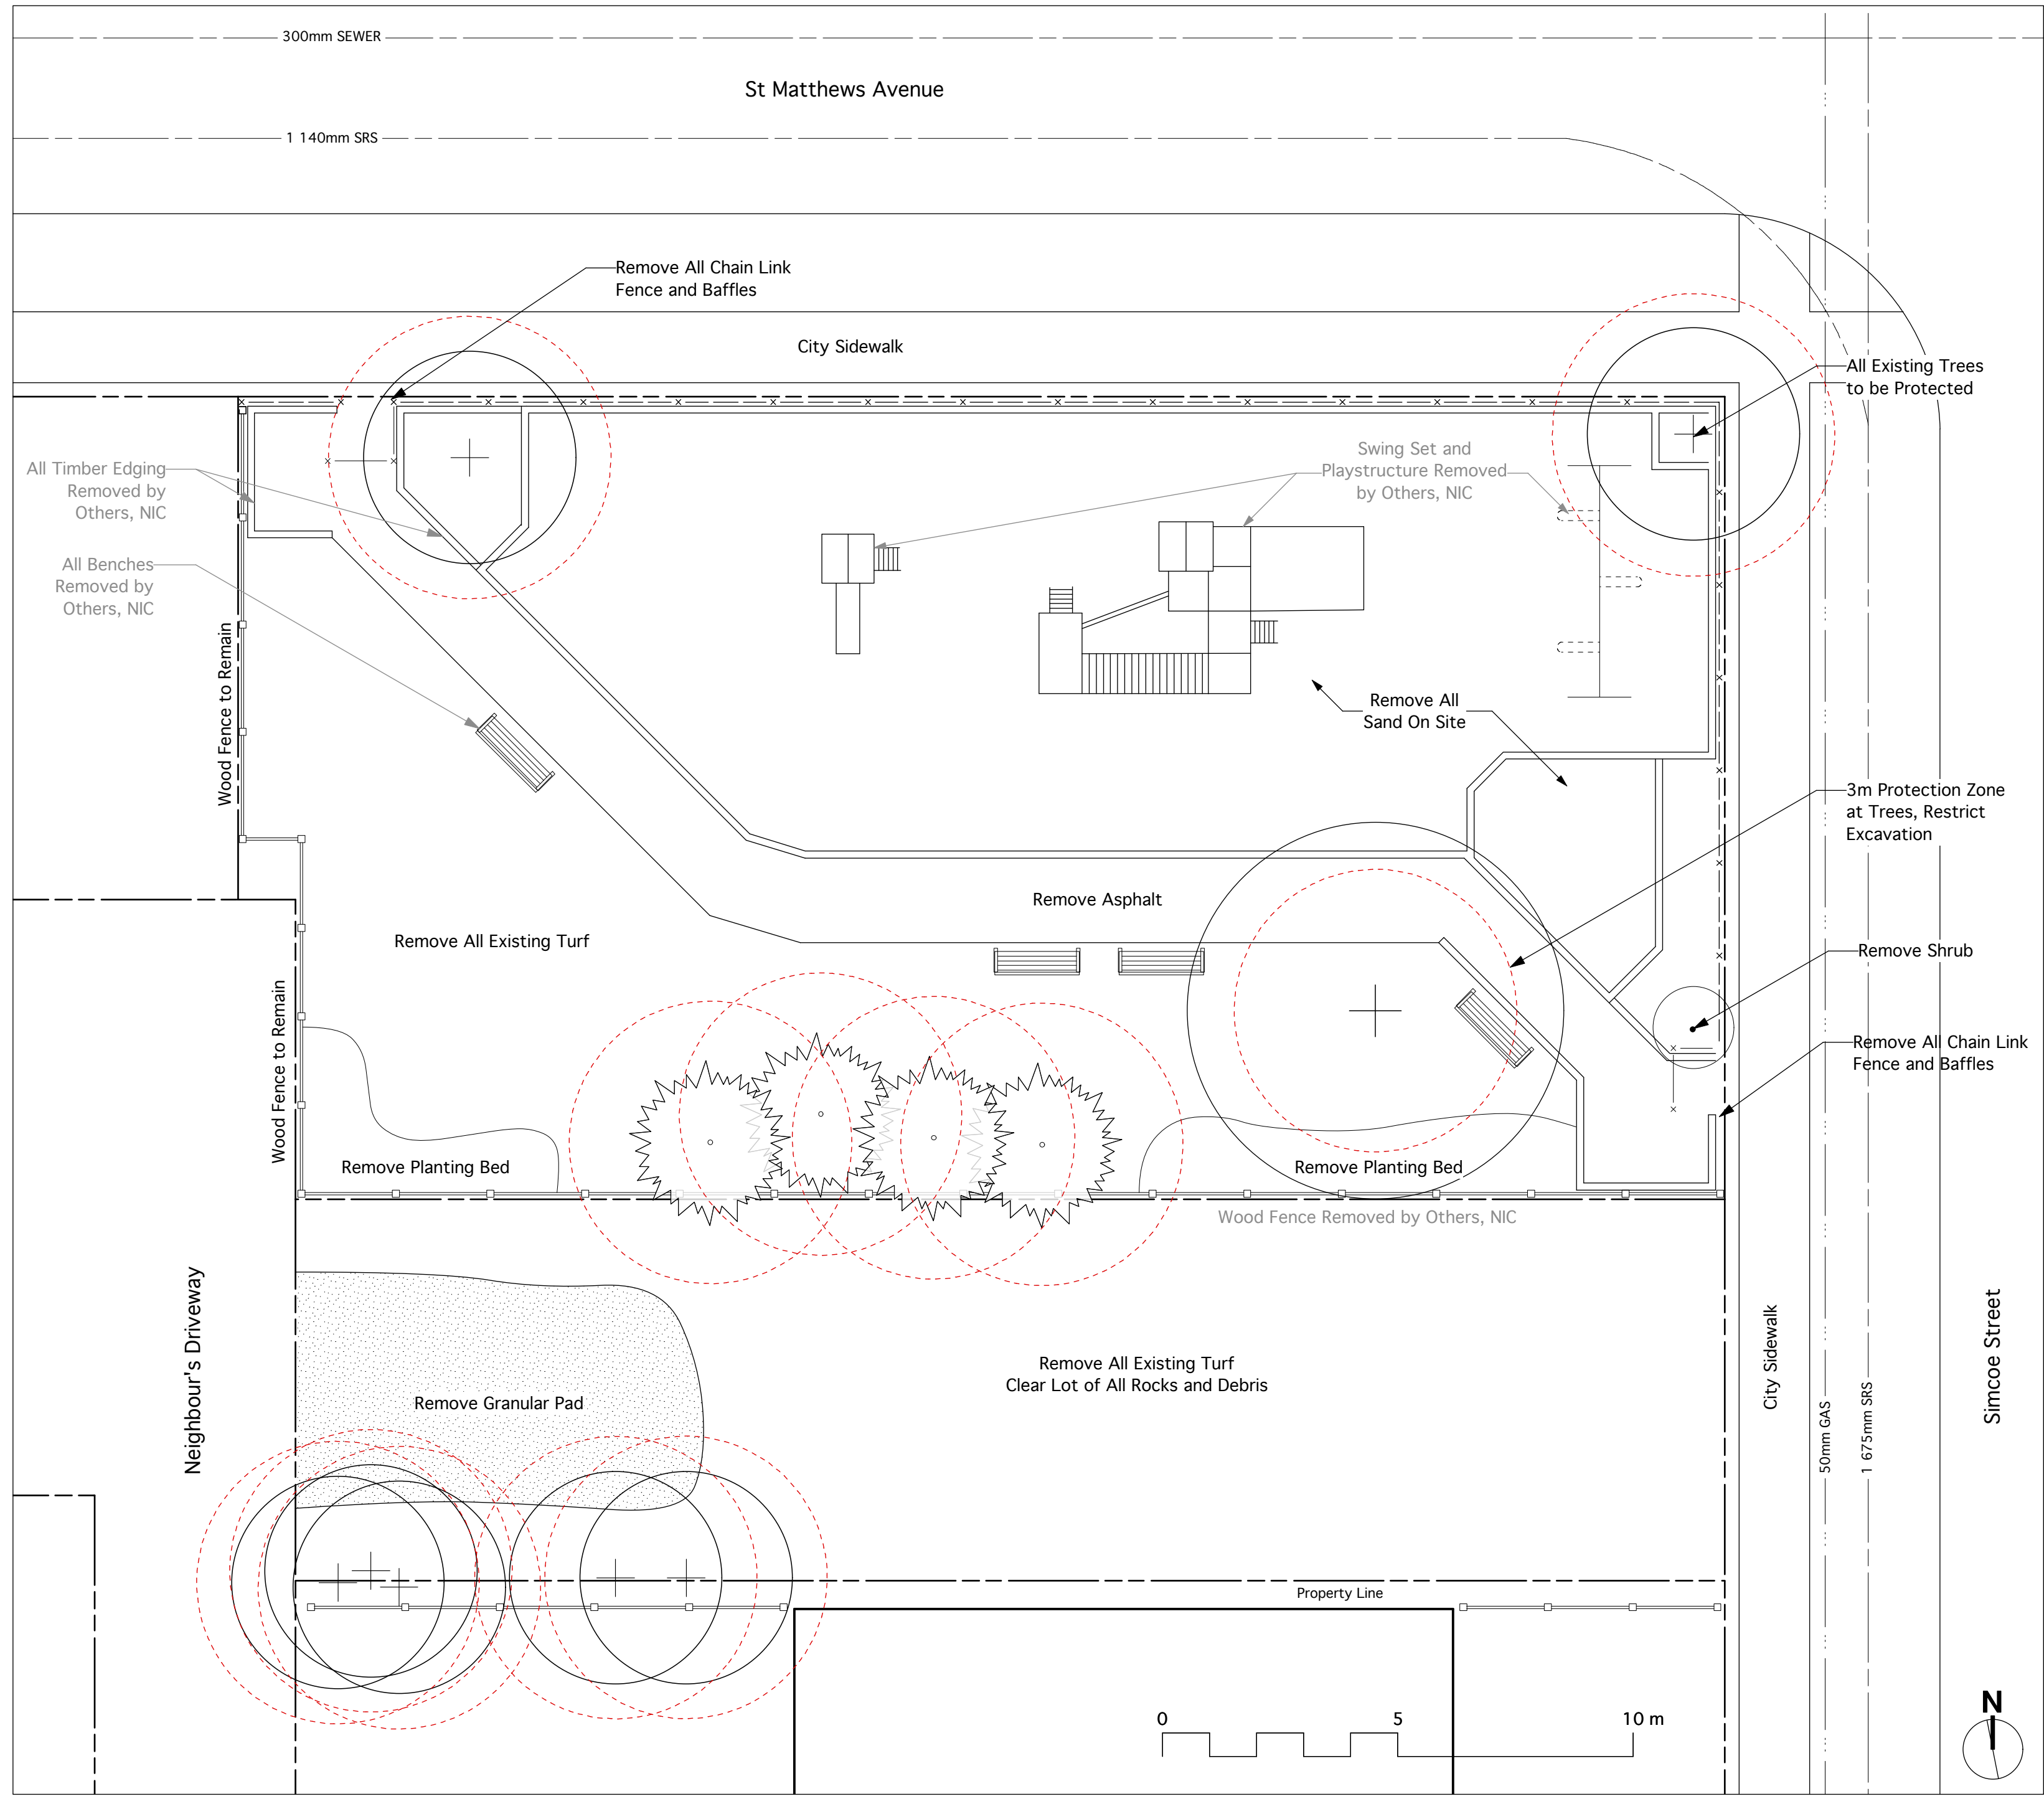 300mm SEWER
St Matthews Avenue
1 140mm SRS
Remove All Chain Link
Fence and Baffles
City Sidewalk
All Existing Trees
to be Protected
All Timber Edging
Removed by
Others, NIC
Swing Set and
Playstructure Removed
by Others, NIC
All Benches
Removed by
Others, NIC
Wood Fence to Remain
Remove All
Sand On Site
3m Protection Zone
at Trees, Restrict
Excavation
Remove Asphalt
Remove All Existing Turf
Remove Shrub
Wood Fence to Remain
Remove All Chain Link
Fence and Baffles
Remove Planting Bed
Remove Planting Bed
Wood Fence Removed by Others, NIC
Neighbour's Driveway
Remove All Existing Turf
Clear Lot of All Rocks and Debris
Remove Granular Pad
City Sidewalk
50mm GAS
1 675mm SRS
Simcoe Street
Property Line
0 5 10 m
N